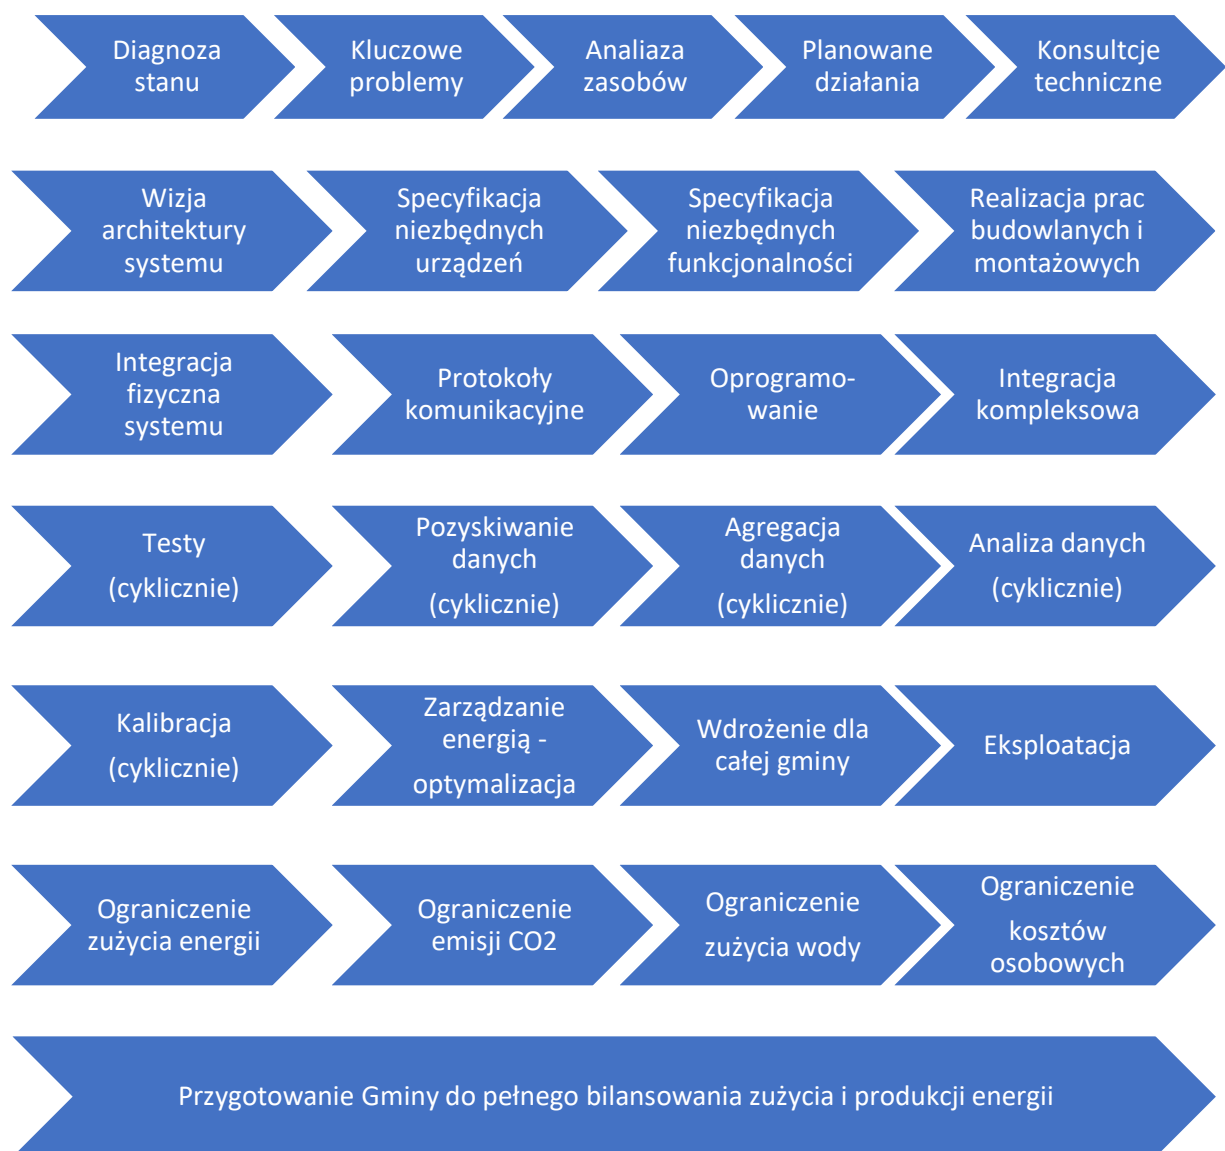 Diagnoza
stanu
Kluczowe
problemy
Analiaza
zasobów
Planowane
działania
Konsultcje
techniczne
Wizja
architektury
systemu
Specyfikacja
niezbędnych
urządzeń
Specyfikacja
niezbędnych
funkcjonalności
Realizacja prac
budowlanych i
montażowych
Integracja
fizyczna
systemu
Protokoły
komunikacyjne
Oprogramo-
wanie
Integracja
kompleksowa
Testy
(cyklicznie)
Pozyskiwanie
danych
(cyklicznie)
Agregacja
danych
(cyklicznie)
Analiza danych
(cyklicznie)
Kalibracja
(cyklicznie)
Zarządzanie
energią -
optymalizacja
Wdrożenie dla
całej gminy
Eksploatacja
Ograniczenie
zużycia energii
Ograniczenie
emisji CO2
Ograniczenie
zużycia wody
Ograniczenie
kosztów
osobowych
Przygotowanie Gminy do pełnego bilansowania zużycia i produkcji energii